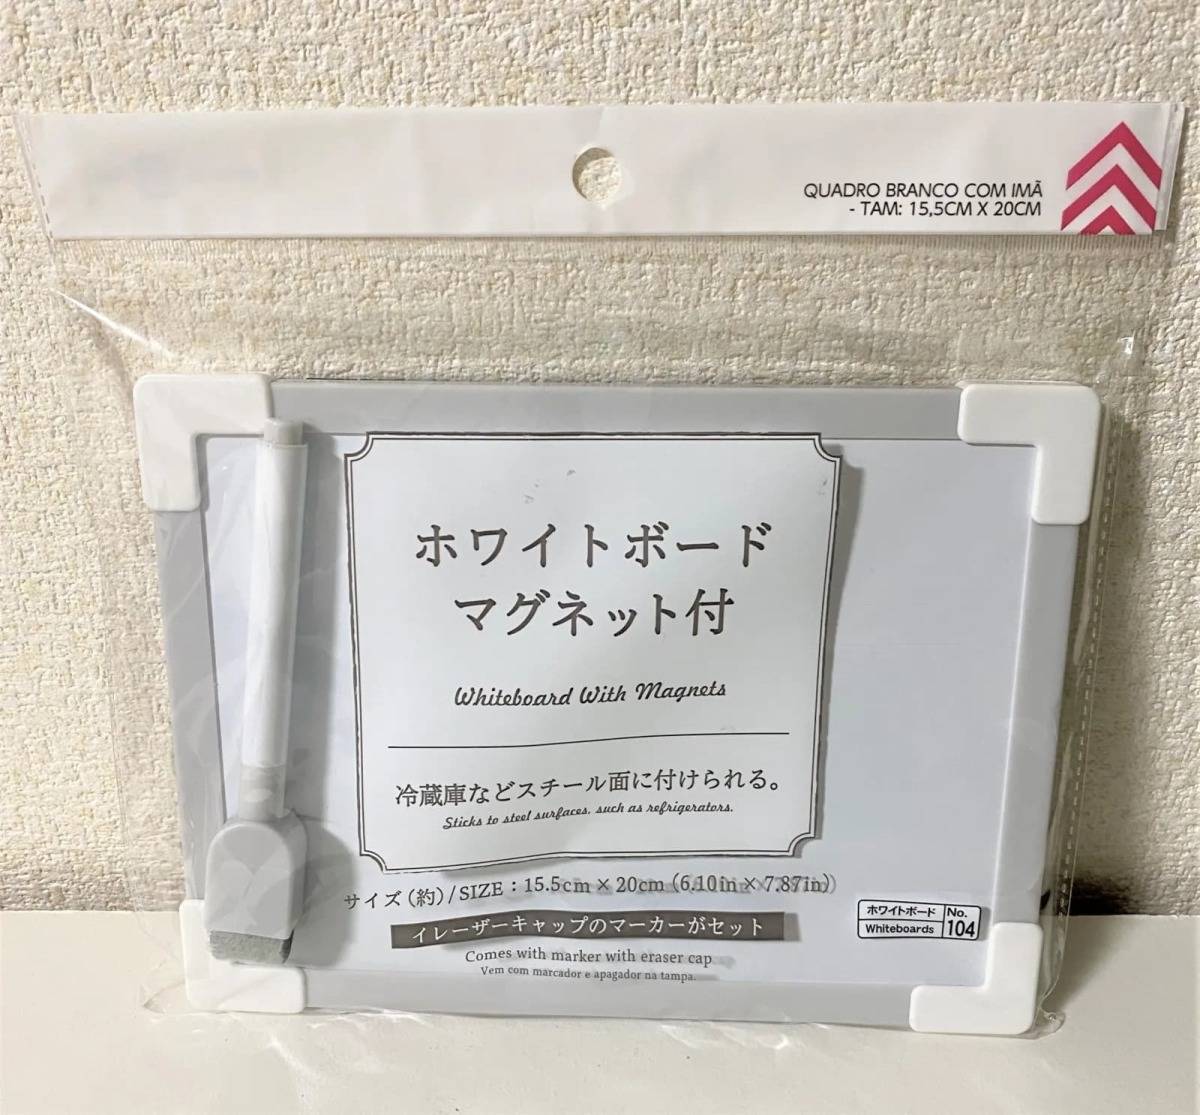 QUADRO BRANCO COM IMÃ
- TAM: 15,5CM X 20CM
ホワイトボード
マグネット付
Whiteboard With Magnets
冷蔵庫などスチール面に付けられる。
Sticks to steel surfaces, such as refrigerators.
サイズ(約)/SIZE:15.5cm×20cm(6.10in×7.87in)
イレーザーキャップのマーカーがセット
Comes with marker with eraser cap.
Vem com marcador e apagador na tampa.
ホワイトボード No.
Whiteboards 104